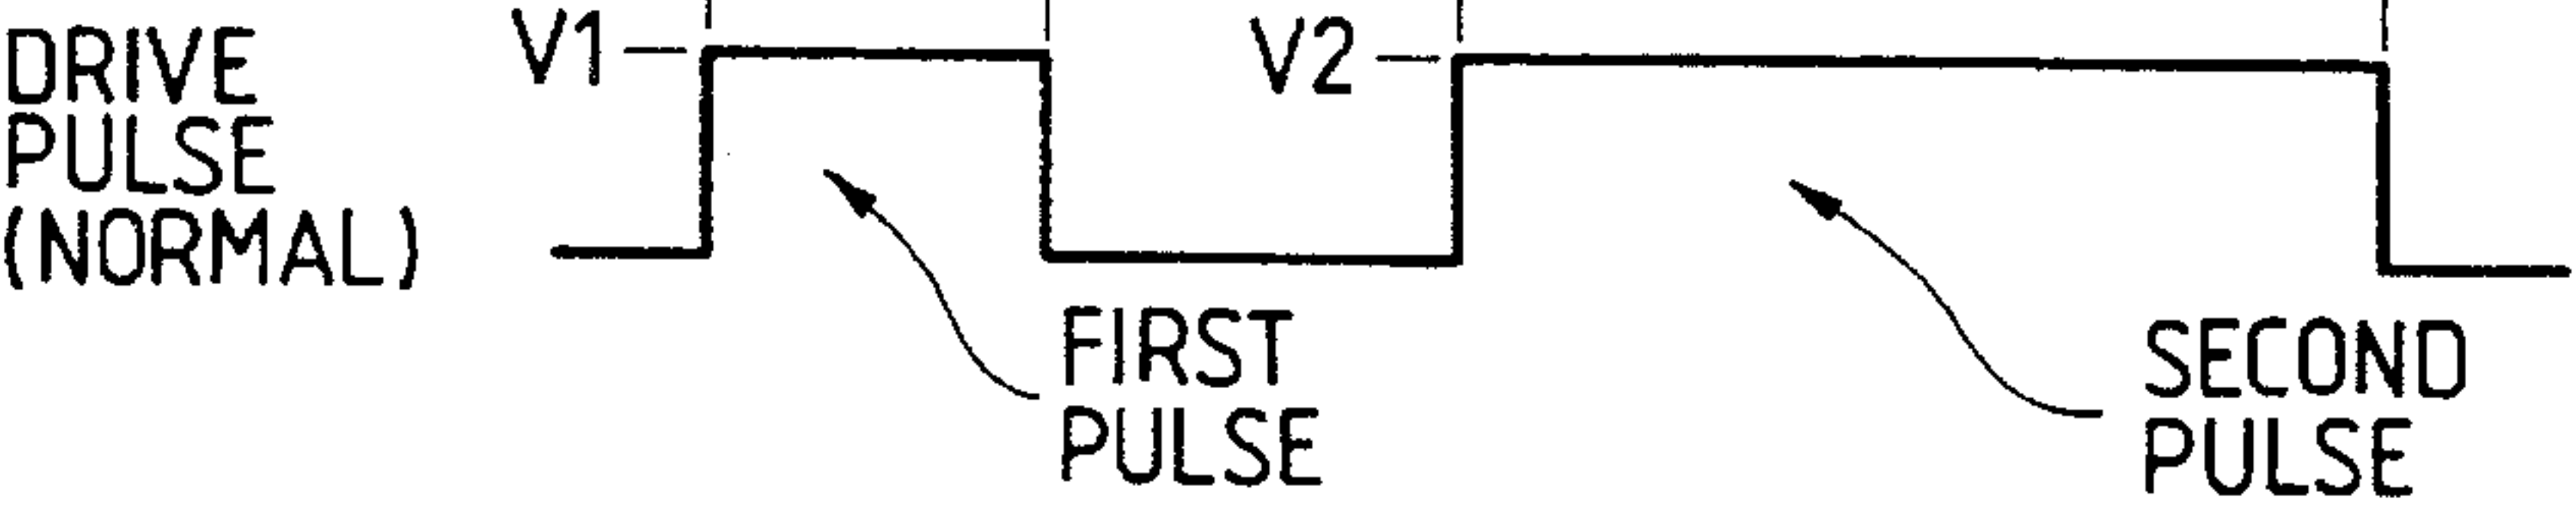 DRIVE
PULSE
(NORMAL)
V1
V2
FIRST
PULSE
SECOND
PULSE